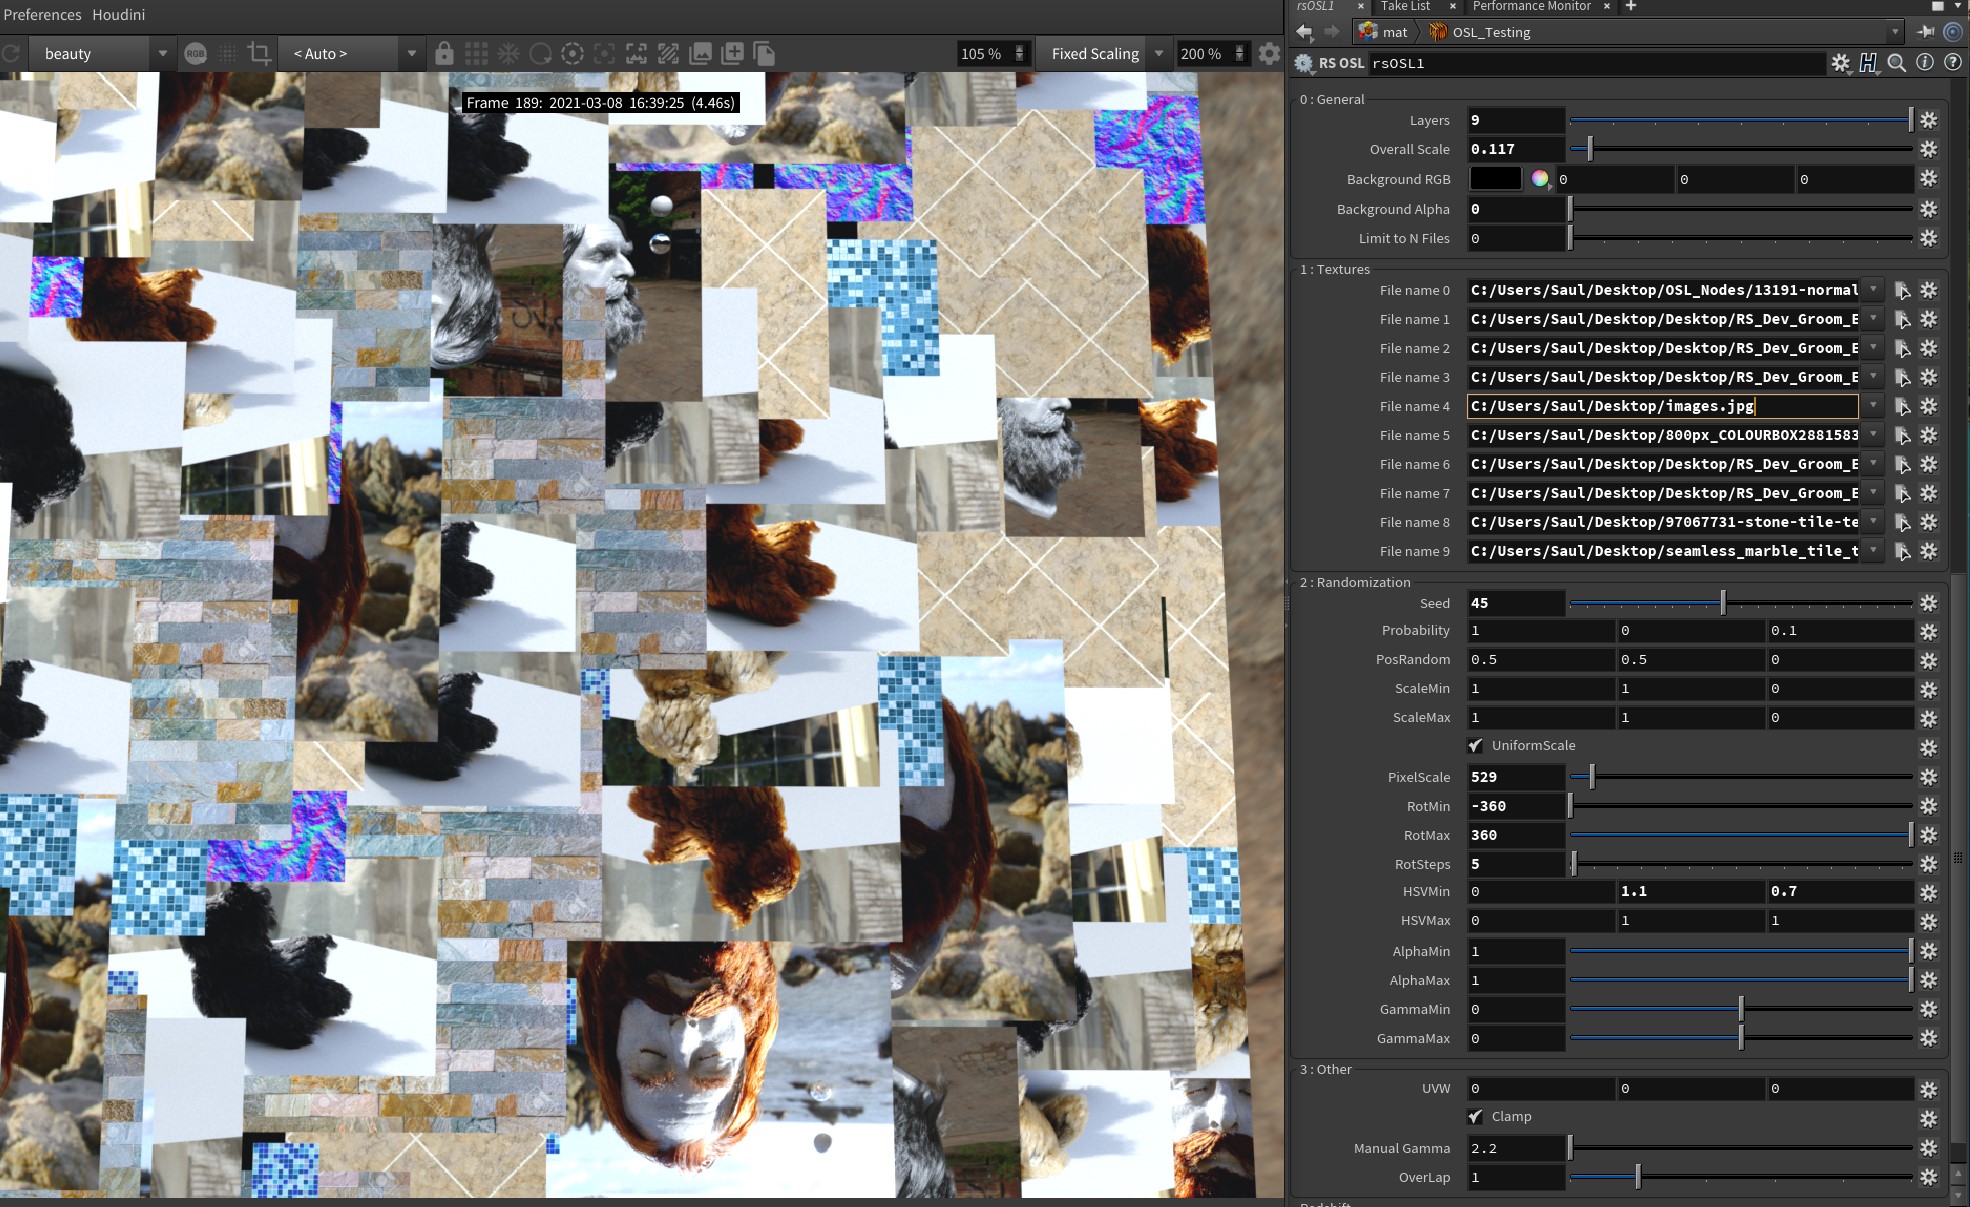 Preferences Houdini
rsOSL1 × Take List × Performance Monitor × +
beauty RGB < Auto > 105 % Fixed Scaling 200 %
mat OSL_Testing
RS OSL rsOSL1
Frame 189: 2021-03-08 16:39:25 (4.46s)
0 : General
Layers 9
Overall Scale 0.117
Background RGB 0 0 0
Background Alpha 0
Limit to N Files 0
1 : Textures
File name 0 C:/Users/Saul/Desktop/OSL_Nodes/13191-normal
File name 1 C:/Users/Saul/Desktop/Desktop/RS_Dev_Groom_E
File name 2 C:/Users/Saul/Desktop/Desktop/RS_Dev_Groom_E
File name 3 C:/Users/Saul/Desktop/Desktop/RS_Dev_Groom_E
File name 4 C:/Users/Saul/Desktop/images.jpg
File name 5 C:/Users/Saul/Desktop/800px_COLOURBOX2881583
File name 6 C:/Users/Saul/Desktop/Desktop/RS_Dev_Groom_E
File name 7 C:/Users/Saul/Desktop/Desktop/RS_Dev_Groom_E
File name 8 C:/Users/Saul/Desktop/97067731-stone-tile-te
File name 9 C:/Users/Saul/Desktop/seamless_marble_tile_t
2 : Randomization
Seed 45
Probability 1 0 0.1
PosRandom 0.5 0.5 0
ScaleMin 1 1 0
ScaleMax 1 1 0
UniformScale
PixelScale 529
RotMin -360
RotMax 360
RotSteps 5
HSVMin 0 1.1 0.7
HSVMax 0 1 1
AlphaMin 1
AlphaMax 1
GammaMin 0
GammaMax 0
3 : Other
UVW 0 0 0
Clamp
Manual Gamma 2.2
OverLap 1